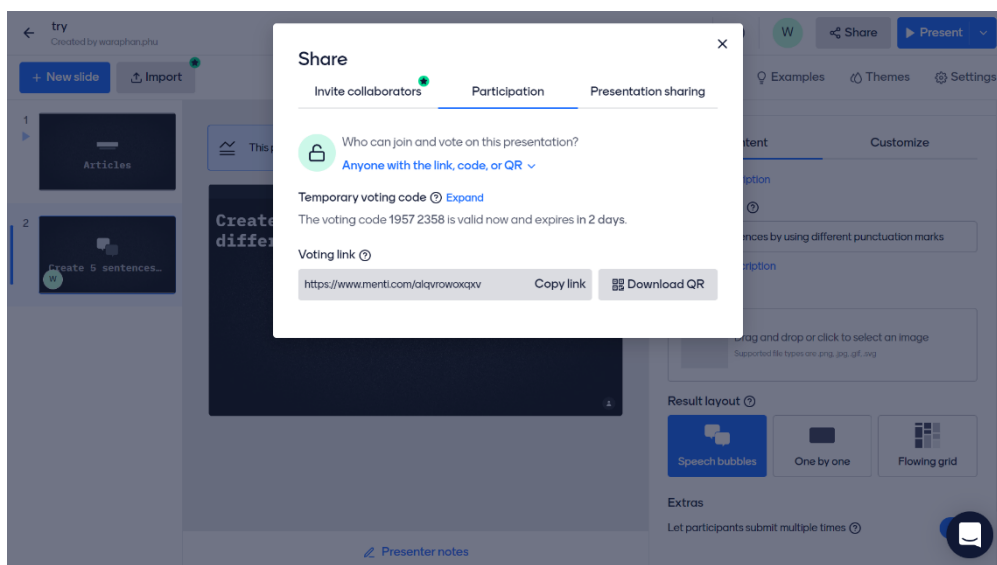 try
Created by waraphan.phu
W
Share
Present
+ New slide
Import
Examples
Themes
Settings
Share
Invite collaborators
Participation
Presentation sharing
Who can join and vote on this presentation?
Anyone with the link, code, or QR
Temporary voting code ? Expand
The voting code 1957 2358 is valid now and expires in 2 days.
Voting link ?
https://www.menti.com/alqvrowoxqxv
Copy link
Download QR
1
Articles
2
Create 5 sentences...
W
This
Create
Customize
?
by using different punctuation marks
Drag and drop or click to select an image
Supported file types are .png, .jpg, .gif, .svg
Result layout ?
Speech bubbles
One by one
Flowing grid
Extras
Let participants submit multiple times ?
Presenter notes